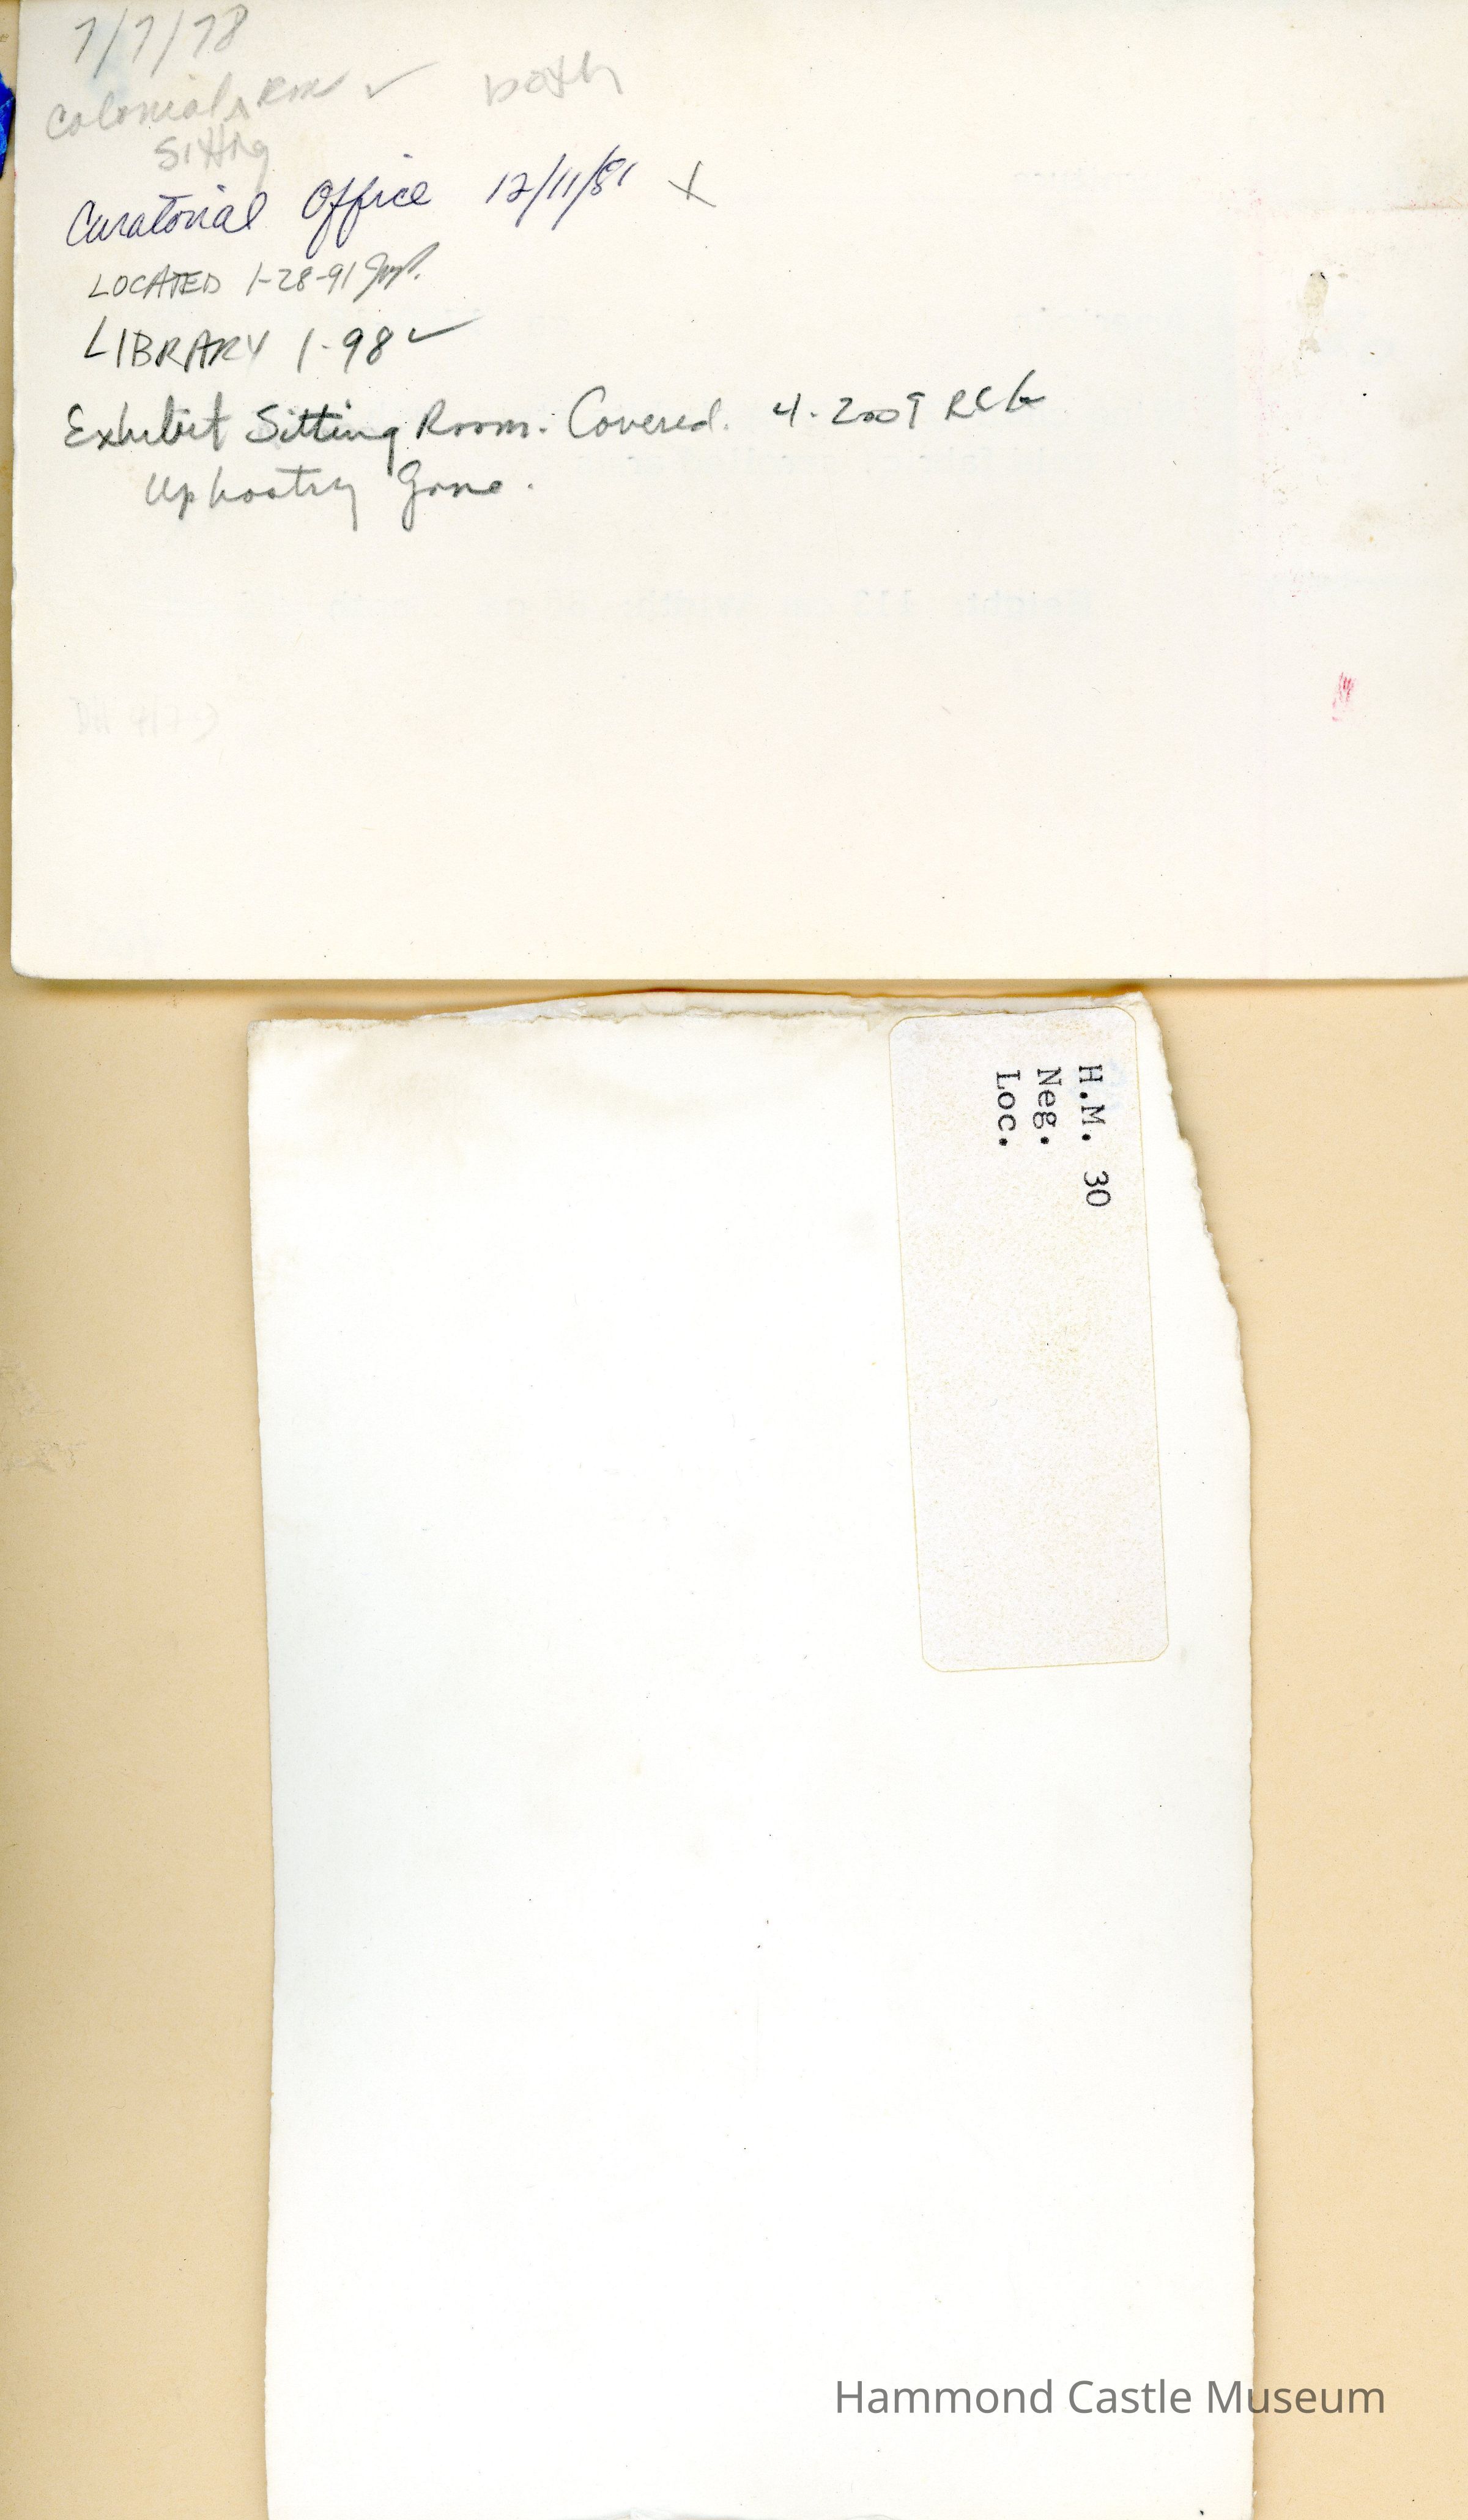 7/7/78
Colonial ^ Rm ✓ both
Sitting
Curatorial Office 12/11/81 X
LOCATED 1-28-91
LIBRARY 1-98 ✓
Exhibit Sitting Room. Covered. 4-2009 RCG
Uphostry Gone.
H.M. 30
Neg.
Loc.
Hammond Castle Museum